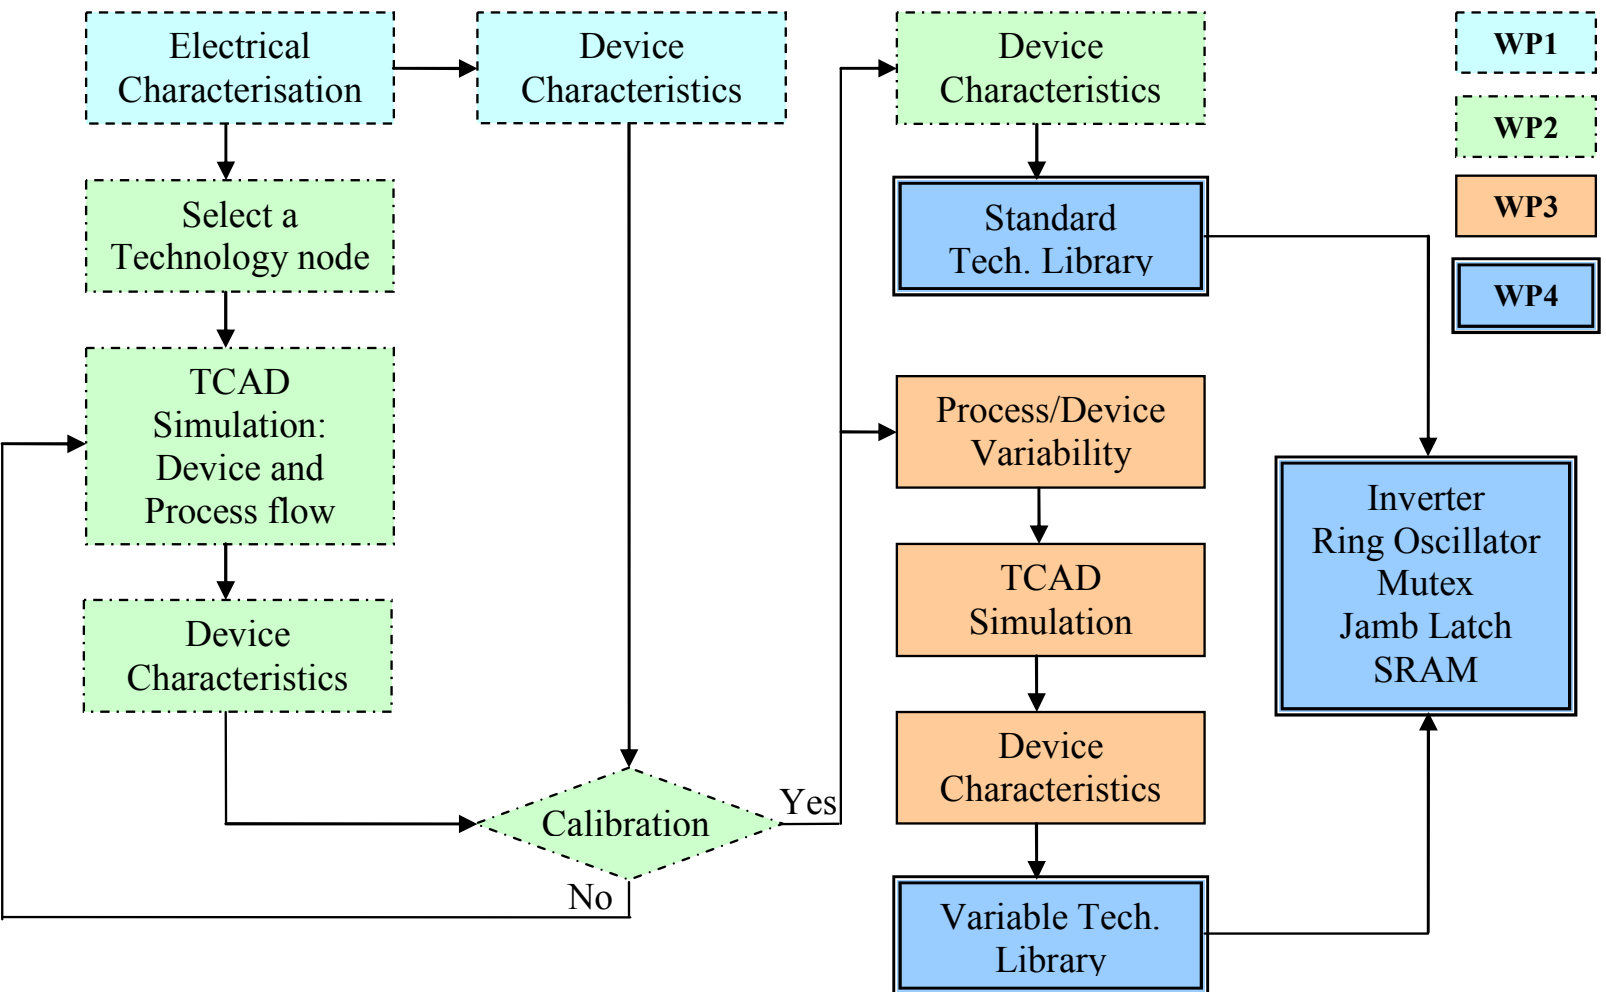 Electrical
Characterisation
Device
Characteristics
Device
Characteristics
WP1
WP2
WP3
WP4
Select a
Technology node
Standard
Tech. Library
TCAD
Simulation:
Device and
Process flow
Process/Device
Variability
Inverter
Ring Oscillator
Mutex
Jamb Latch
SRAM
TCAD
Simulation
Device
Characteristics
Device
Characteristics
Calibration
Yes
No
Variable Tech.
Library